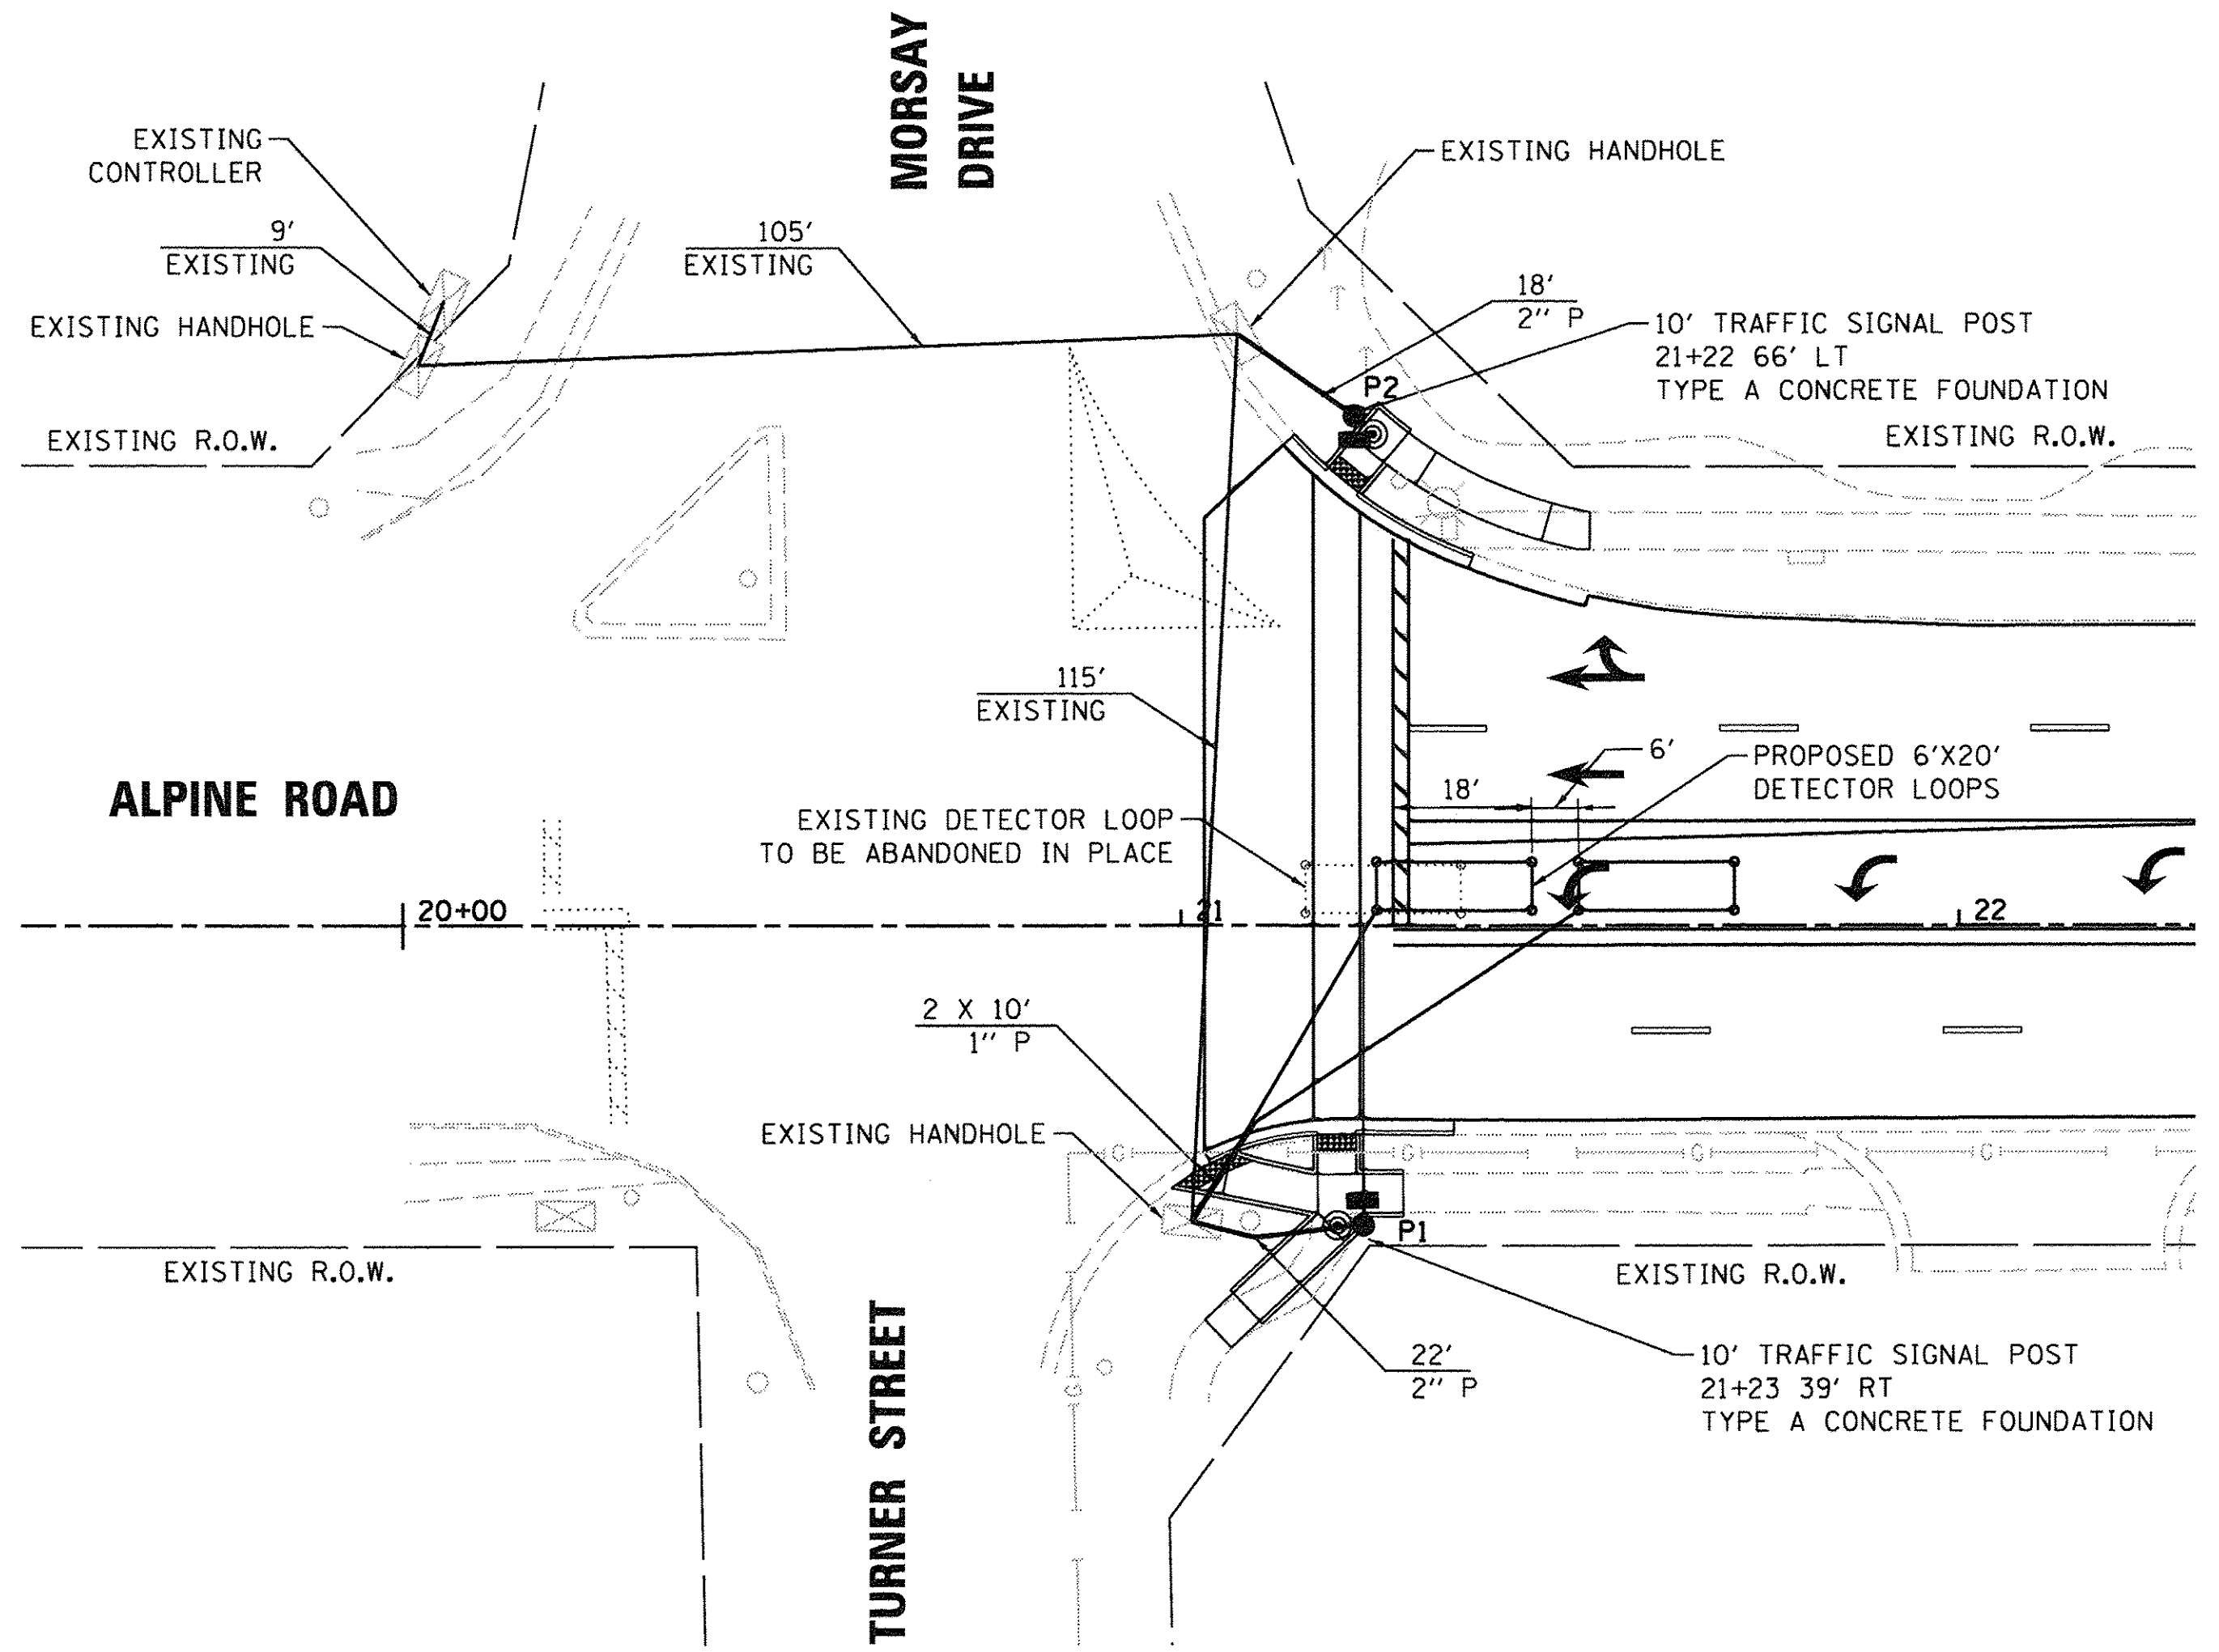 MORSAY
DRIVE
EXISTING
CONTROLLER
EXISTING HANDHOLE
9'
EXISTING
105'
EXISTING
18'
2'' P
EXISTING HANDHOLE
10' TRAFFIC SIGNAL POST
21+22 66' LT
TYPE A CONCRETE FOUNDATION
P2
EXISTING R.O.W.
EXISTING R.O.W.
115'
EXISTING
6'
PROPOSED 6'X20'
DETECTOR LOOPS
18'
ALPINE ROAD
EXISTING DETECTOR LOOP
TO BE ABANDONED IN PLACE
20+00
21
22
2 X 10'
1'' P
EXISTING HANDHOLE
G
G
G
G
P1
EXISTING R.O.W.
EXISTING R.O.W.
TURNER STREET
22'
2'' P
G
10' TRAFFIC SIGNAL POST
21+23 39' RT
TYPE A CONCRETE FOUNDATION